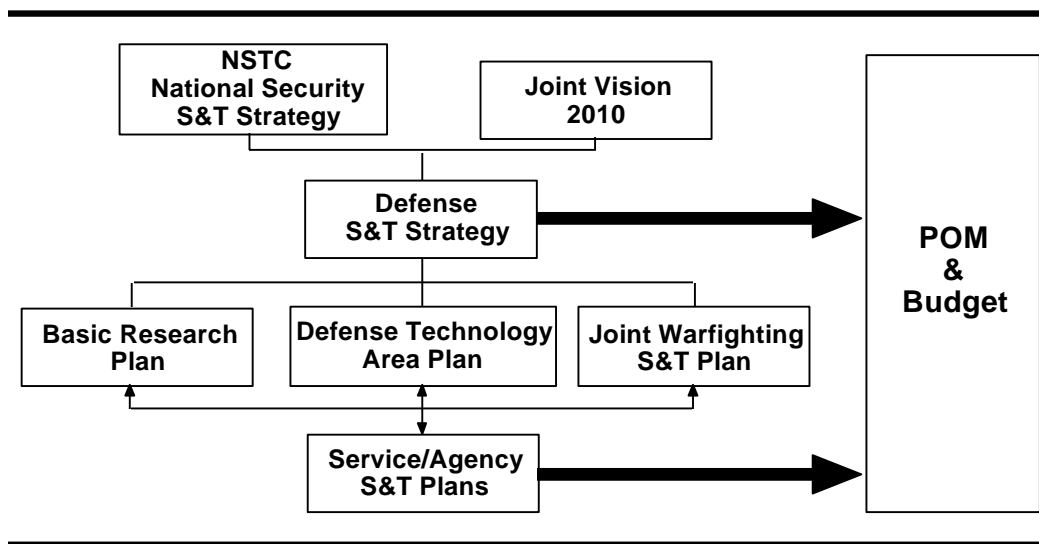 NSTC
National Security
S&T Strategy
Joint Vision
2010
Defense
S&T Strategy
POM
&
Budget
Basic Research
Plan
Defense Technology
Area Plan
Joint Warfighting
S&T Plan
Service/Agency
S&T Plans